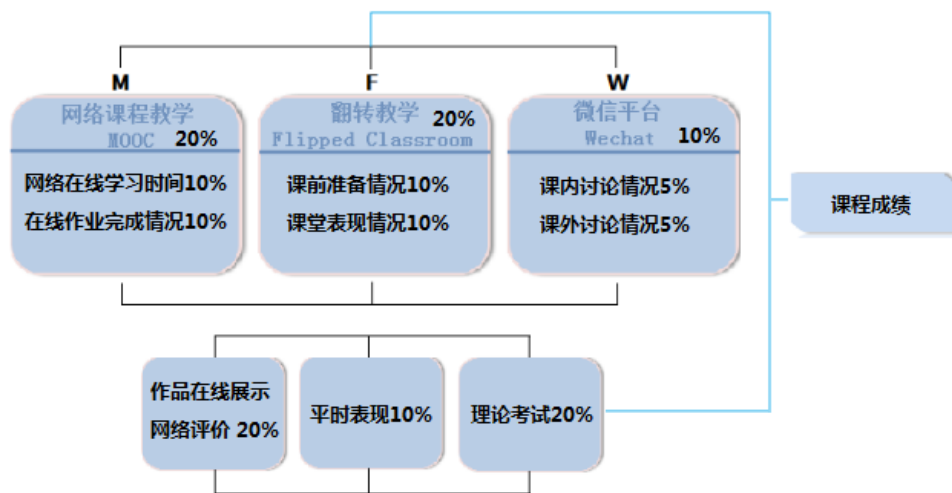 M
F
W
网络课程教学
MOOC 20%
网络在线学习时间10%
在线作业完成情况10%
翻转教学 20%
Flipped Classroom
课前准备情况10%
课堂表现情况10%
微信平台
Wechat 10%
课内讨论情况5%
课外讨论情况5%
课程成绩
作品在线展示
网络评价 20%
平时表现10%
理论考试20%